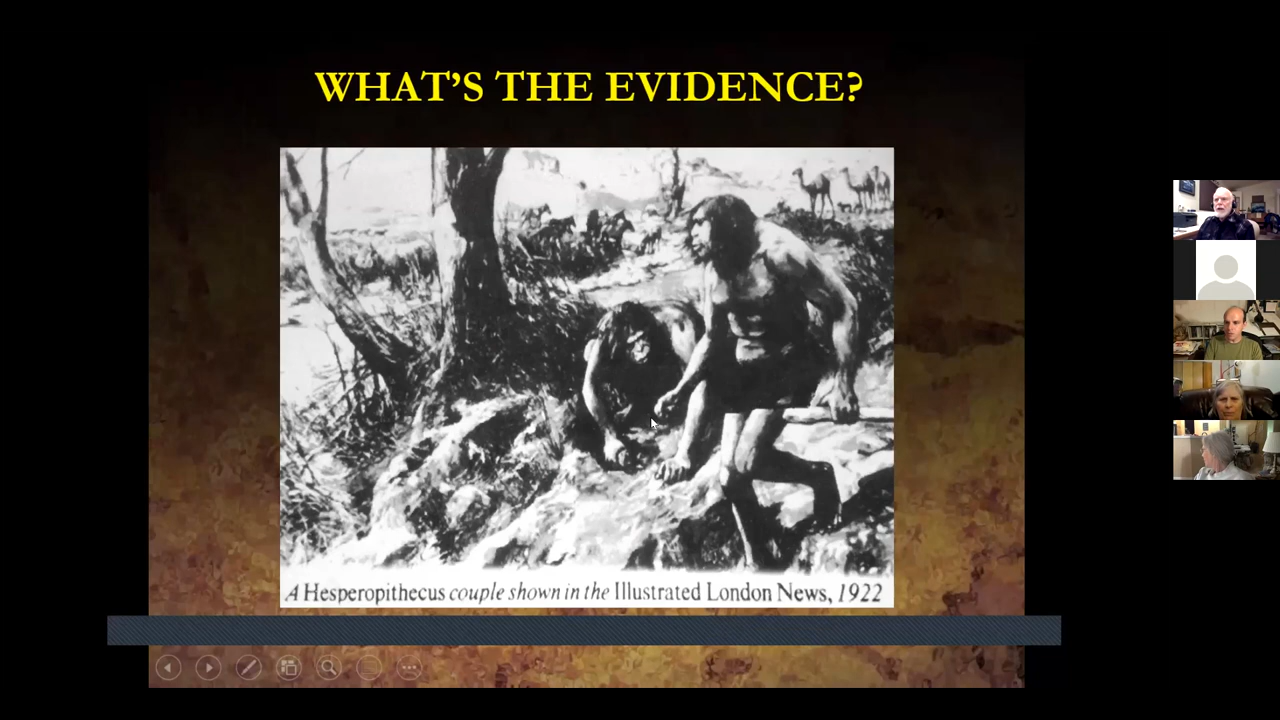 WHAT'S THE EVIDENCE?
A Hesperopithecus couple shown in the Illustrated London News, 1922